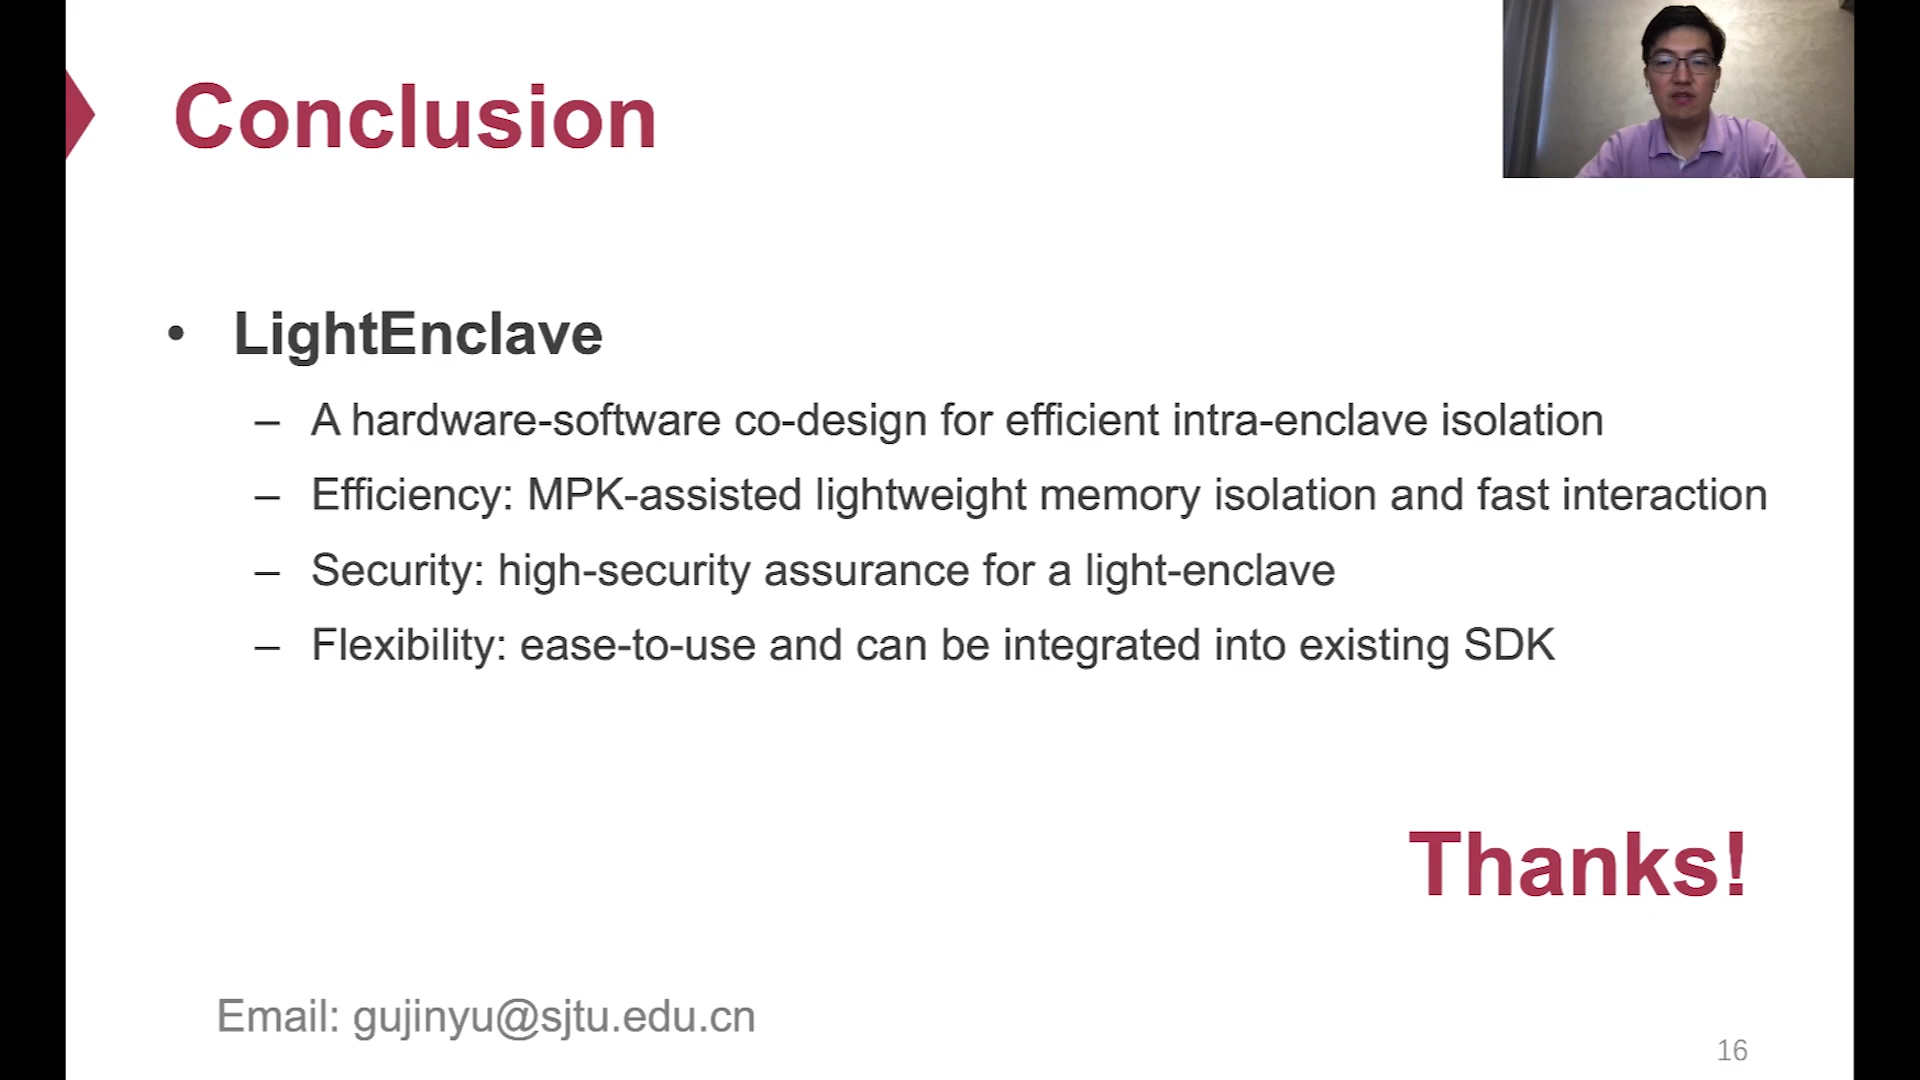 Conclusion
• LightEnclave
– A hardware-software co-design for efficient intra-enclave isolation
– Efficiency: MPK-assisted lightweight memory isolation and fast interaction
– Security: high-security assurance for a light-enclave
– Flexibility: ease-to-use and can be integrated into existing SDK
Thanks!
Email: gujinyu@sjtu.edu.cn
16